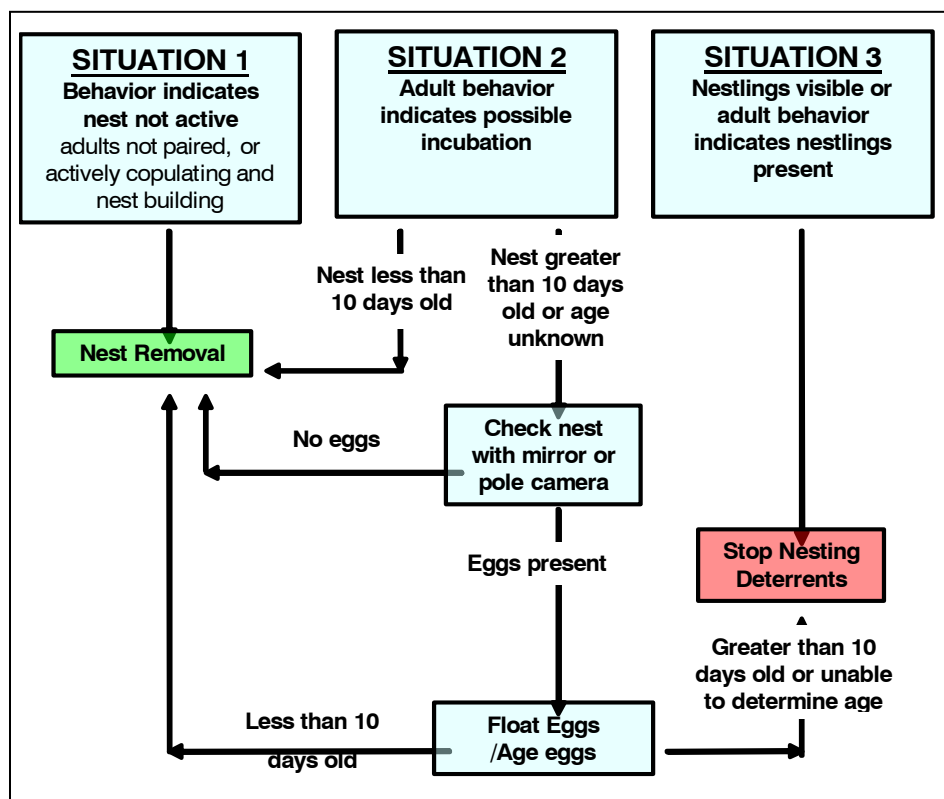 SITUATION 1
Behavior indicates
nest not active
adults not paired, or
actively copulating and
nest building
SITUATION 2
Adult behavior
indicates possible
incubation
SITUATION 3
Nestlings visible or
adult behavior
indicates nestlings
present
Nest less than
10 days old
Nest greater
than 10 days
old or age
unknown
Nest Removal
No eggs
Check nest
with mirror or
pole camera
Eggs present
Stop Nesting
Deterrents
Greater than 10
days old or unable
to determine age
Less than 10
days old
Float Eggs
/Age eggs